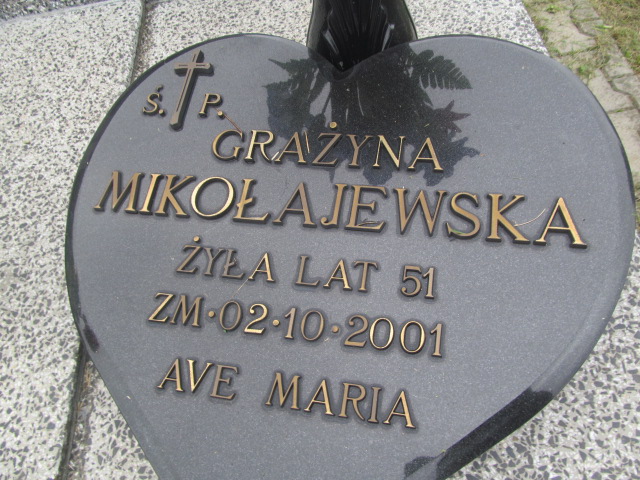 Ś. P.
GRAŻYNA
MIKOŁAJEWSKA
ŻYŁA LAT 51
ZM·02·10·2001
AVE MARIA